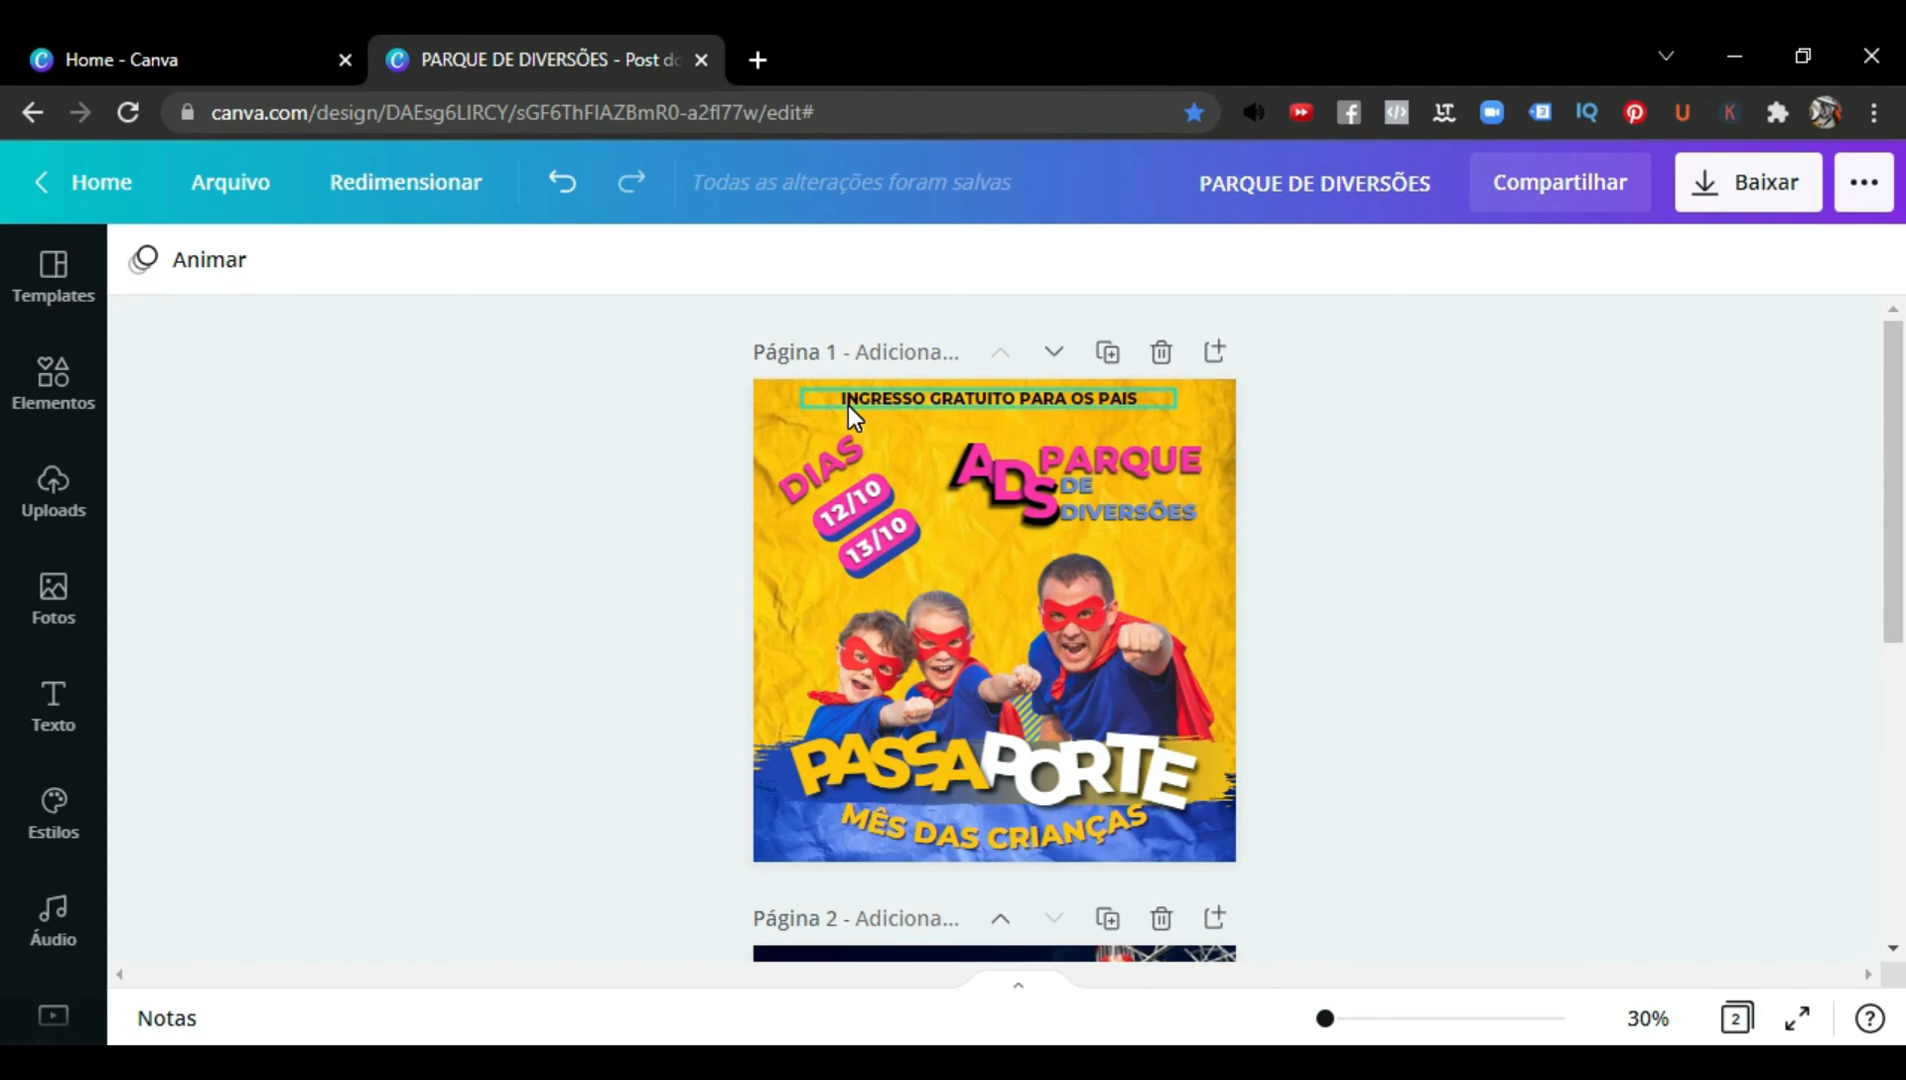 Home - Canva
PARQUE DE DIVERSÕES - Post do
canva.com/design/DAEsg6LIRCY/sGF6ThFIAZBmR0-a2fl77w/edit#
Home
Arquivo
Redimensionar
Todas as alterações foram salvas
PARQUE DE DIVERSÕES
Compartilhar
Baixar
Animar
Templates
Elementos
Uploads
Fotos
Texto
Estilos
Áudio
Página 1 - Adiciona...
INGRESSO GRATUITO PARA OS PAIS
DIAS
12/10
13/10
ADS PARQUE
DE
DIVERSÕES
PASSAPORTE
MÊS DAS CRIANÇAS
Página 2 - Adiciona...
Notas
30%
2